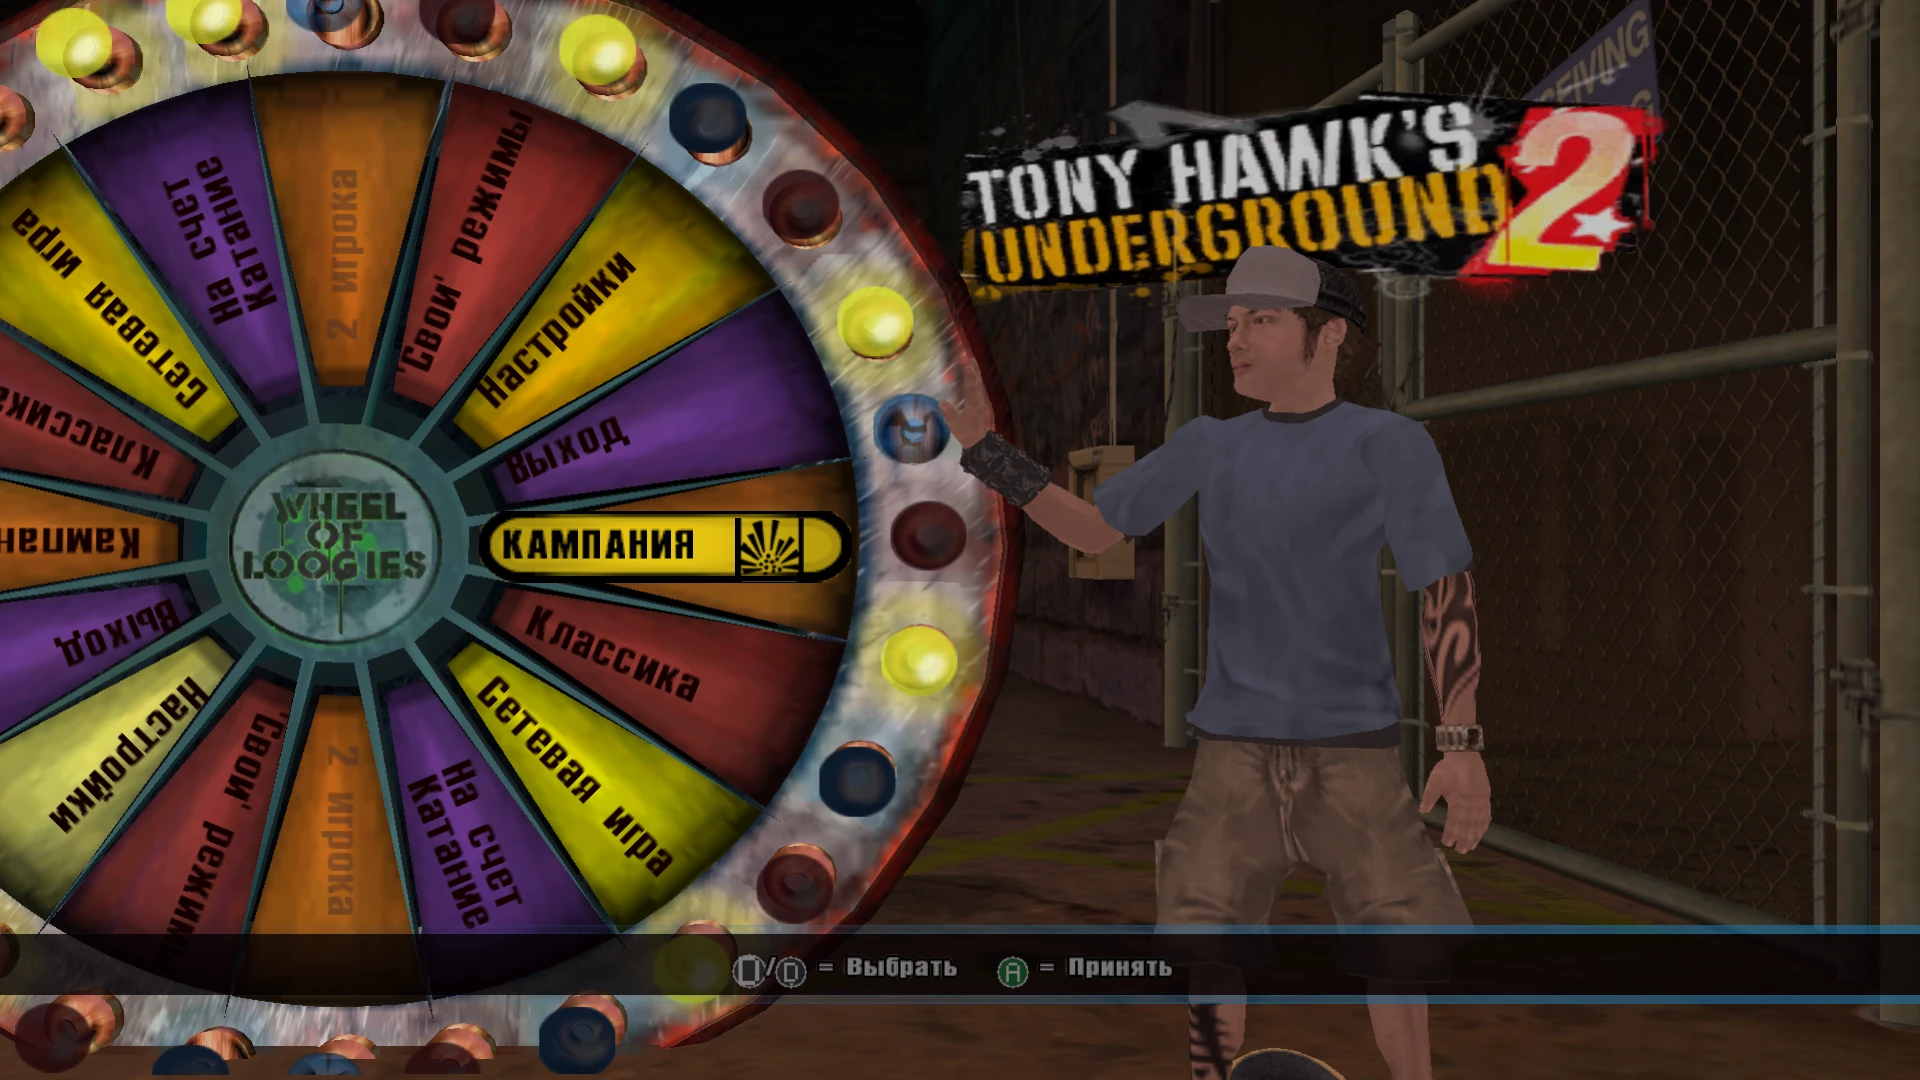 TONY HAWK'S
UNDERGROUND 2
WHEEL
OF
LOOGIES
КАМПАНИЯ
Классика
Сетевая игра
На счет
Катание
2 игрока
'Свои' режимы
Настройки
Выход
Классика
Сетевая игра
На счет
Катание
2 игрока
'Свои' режимы
Настройки
Выход
= Выбрать
A = Принять